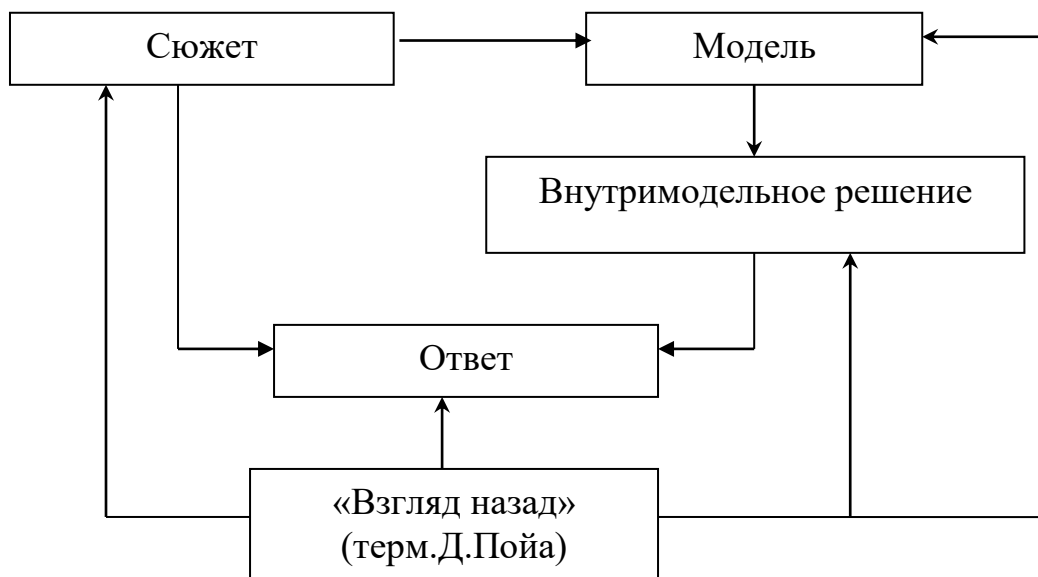 Сюжет
Модель
Внутримодельное решение
Ответ
«Взгляд назад»
(терм.Д.Пойа)